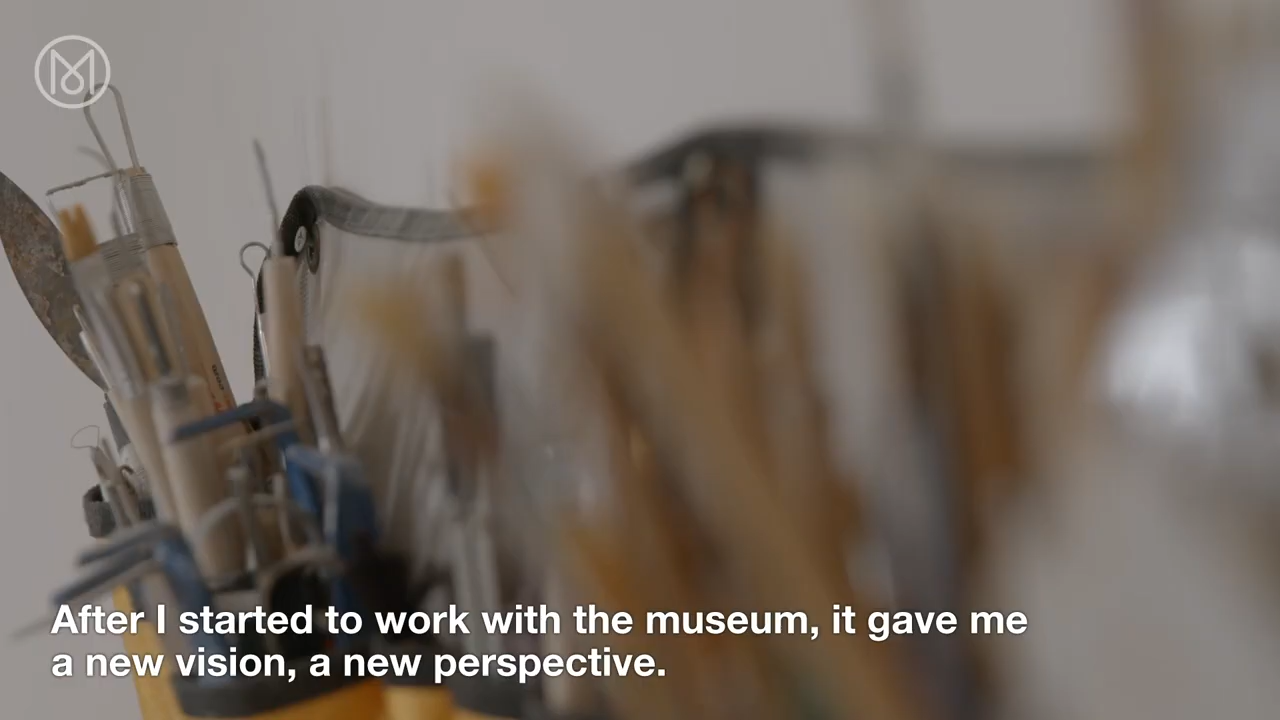 After I started to work with the museum, it gave me
a new vision, a new perspective.